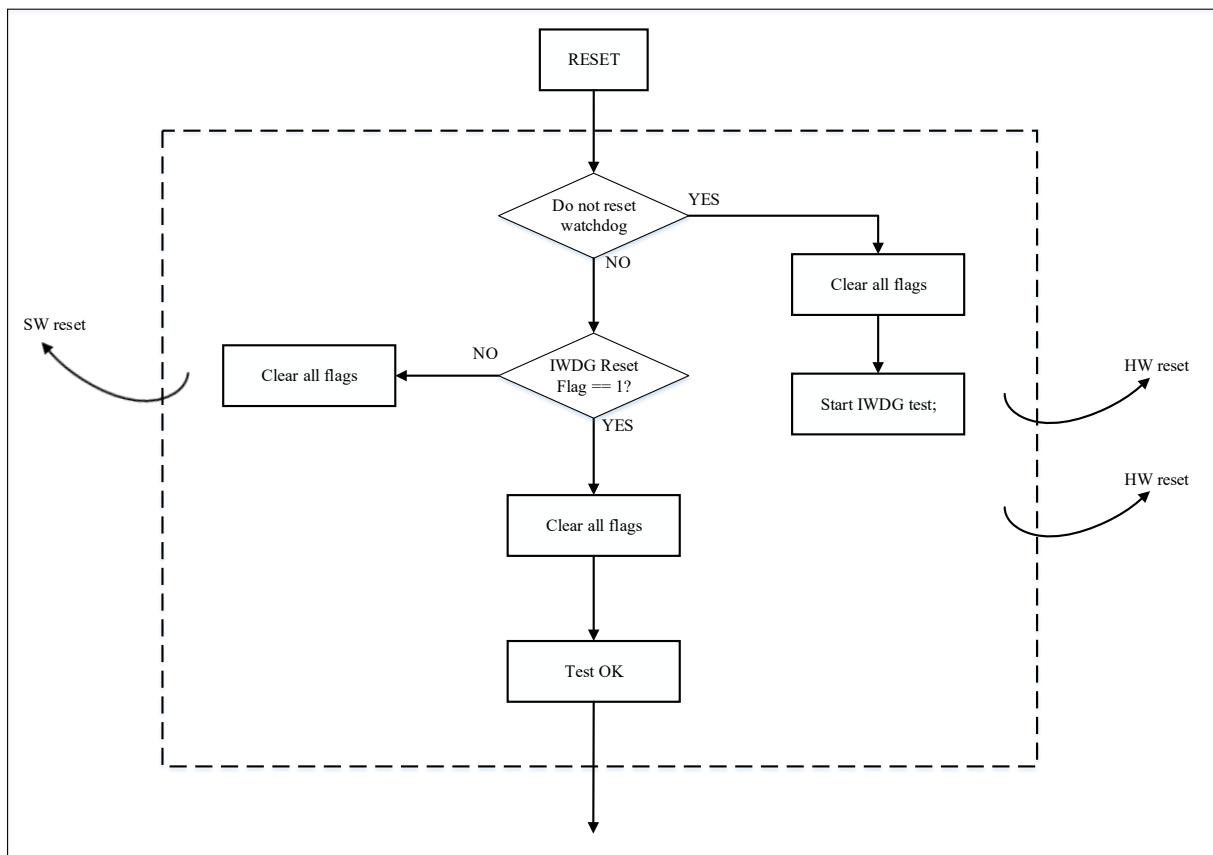 RESET
Do not reset
watchdog
YES
NO
Clear all flags
SW reset
NO
IWDG Reset
Flag == 1?
Clear all flags
YES
Start IWDG test;
HW reset
HW reset
Clear all flags
Test OK